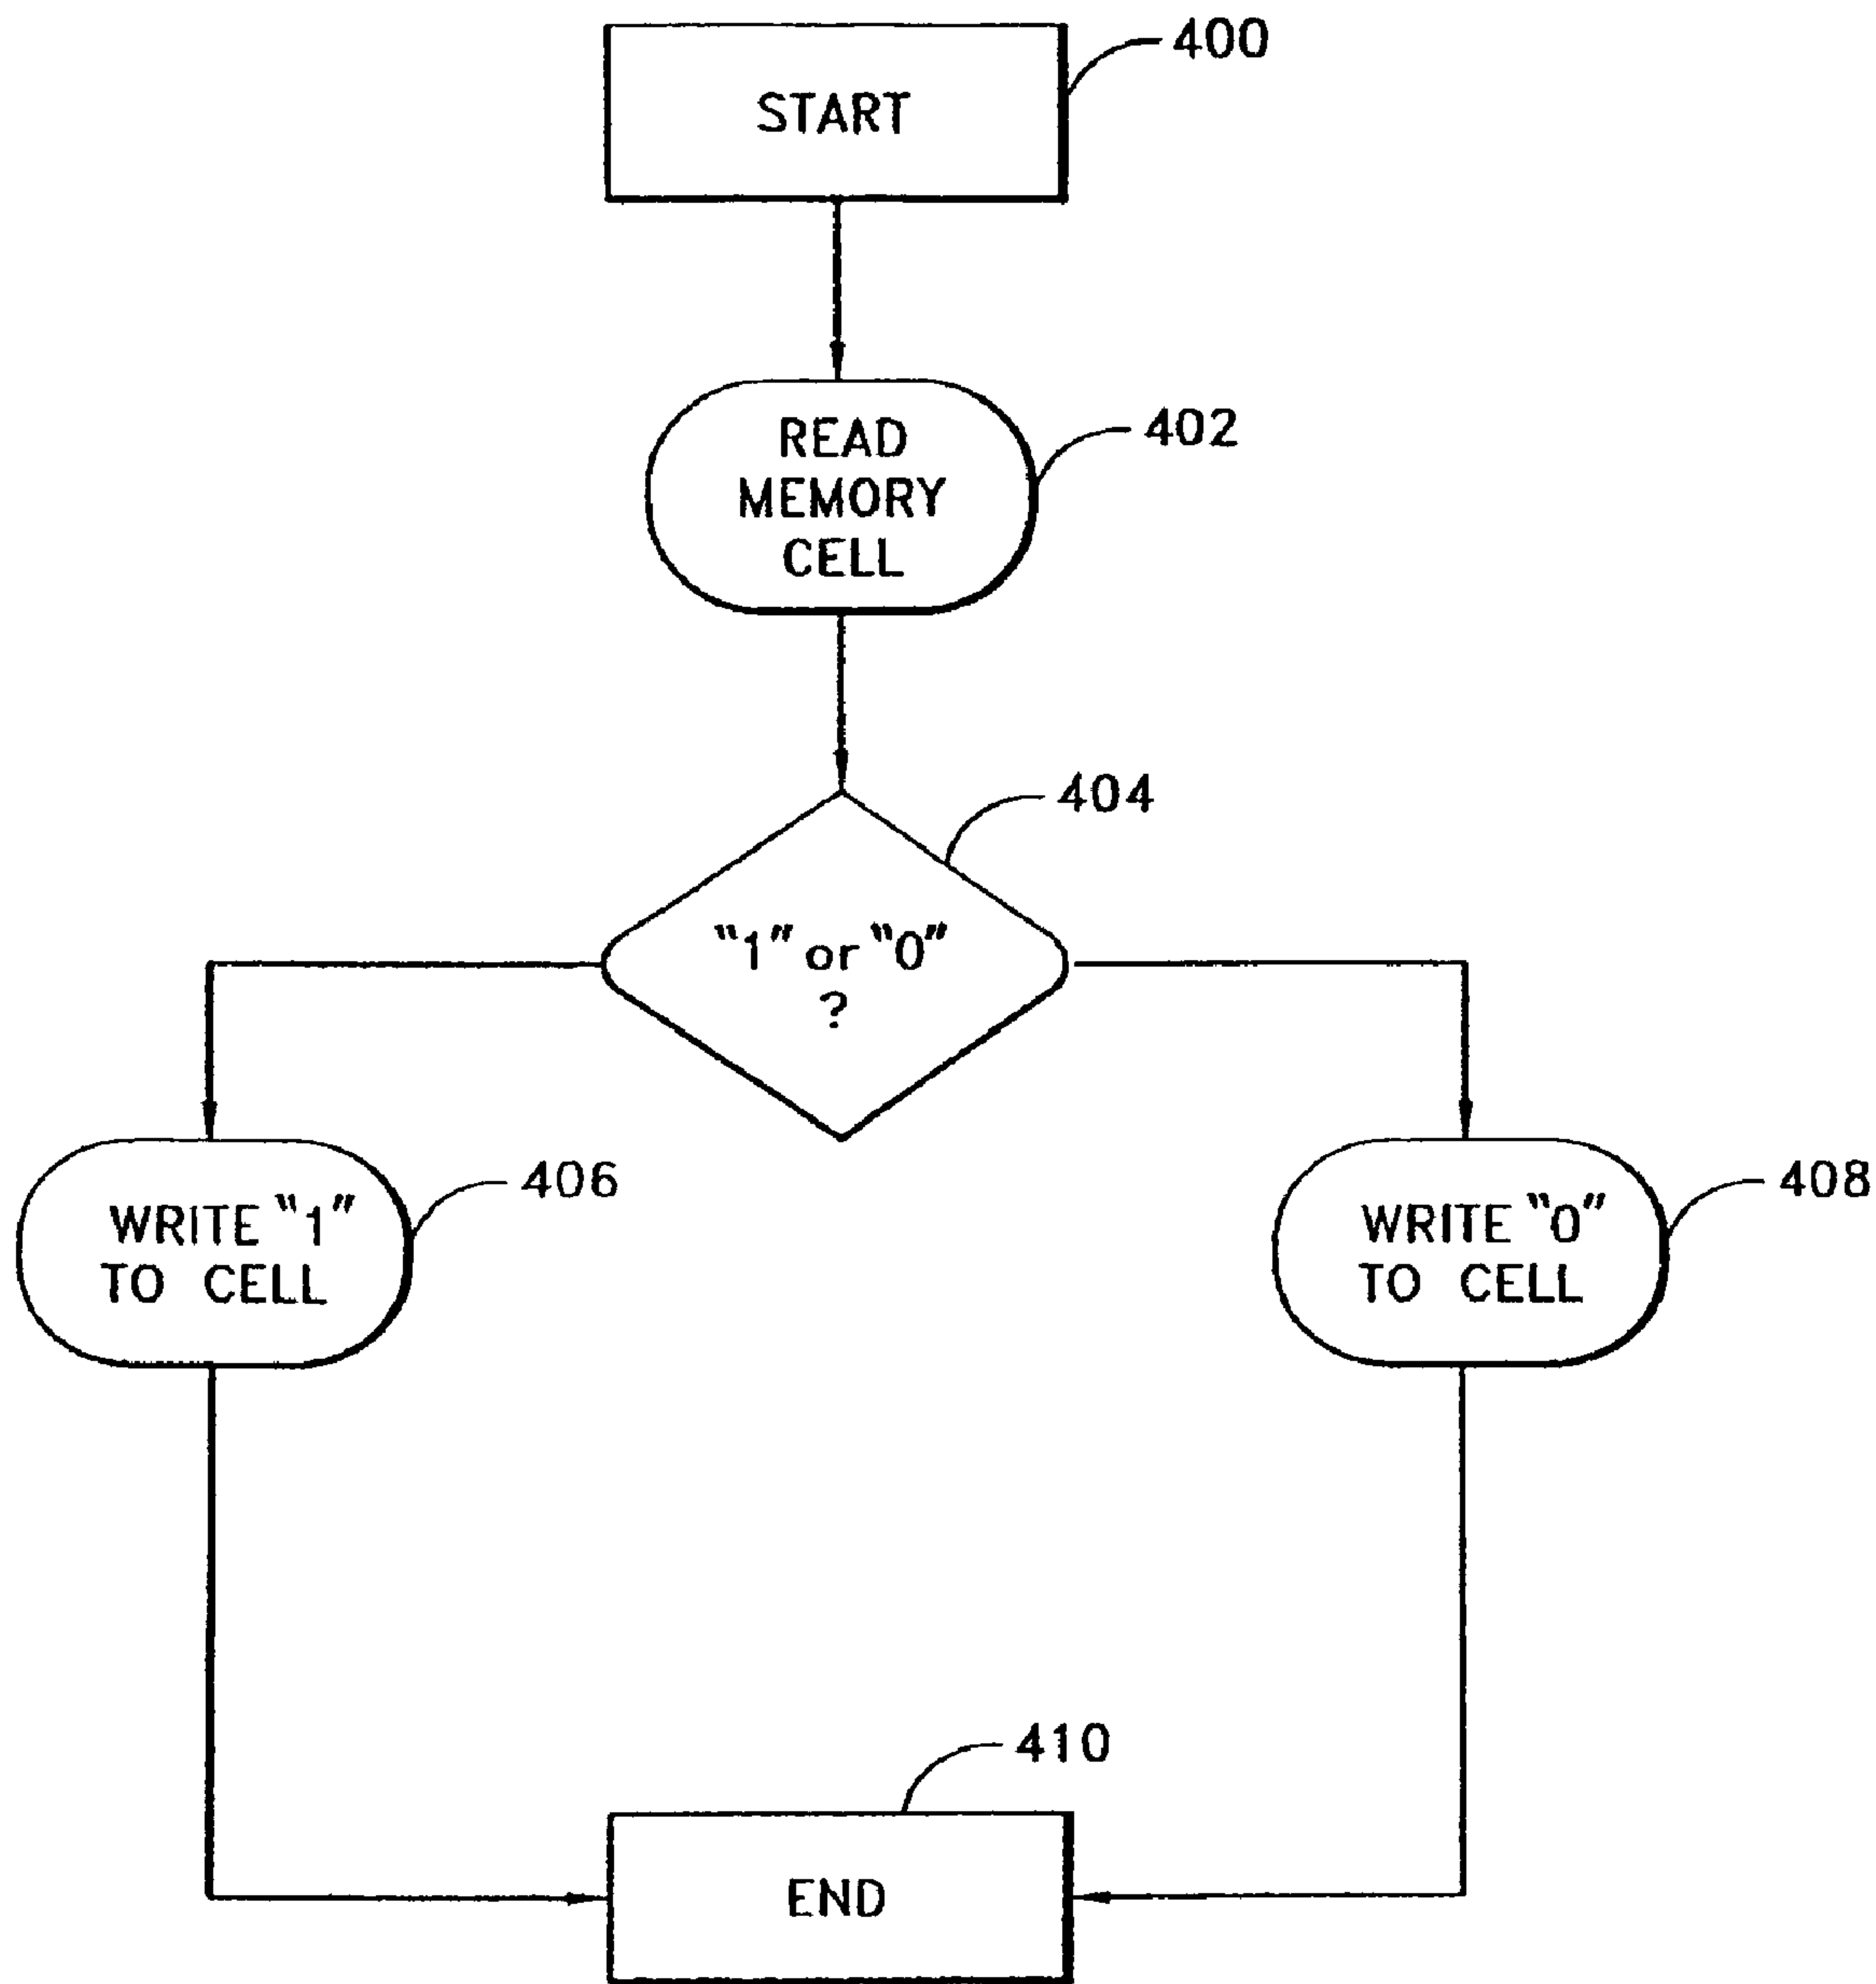 START
400
READ
MEMORY
CELL
402
404
“1” or “0”
?
WRITE “1”
TO CELL
406
WRITE “0”
TO CELL
408
410
END